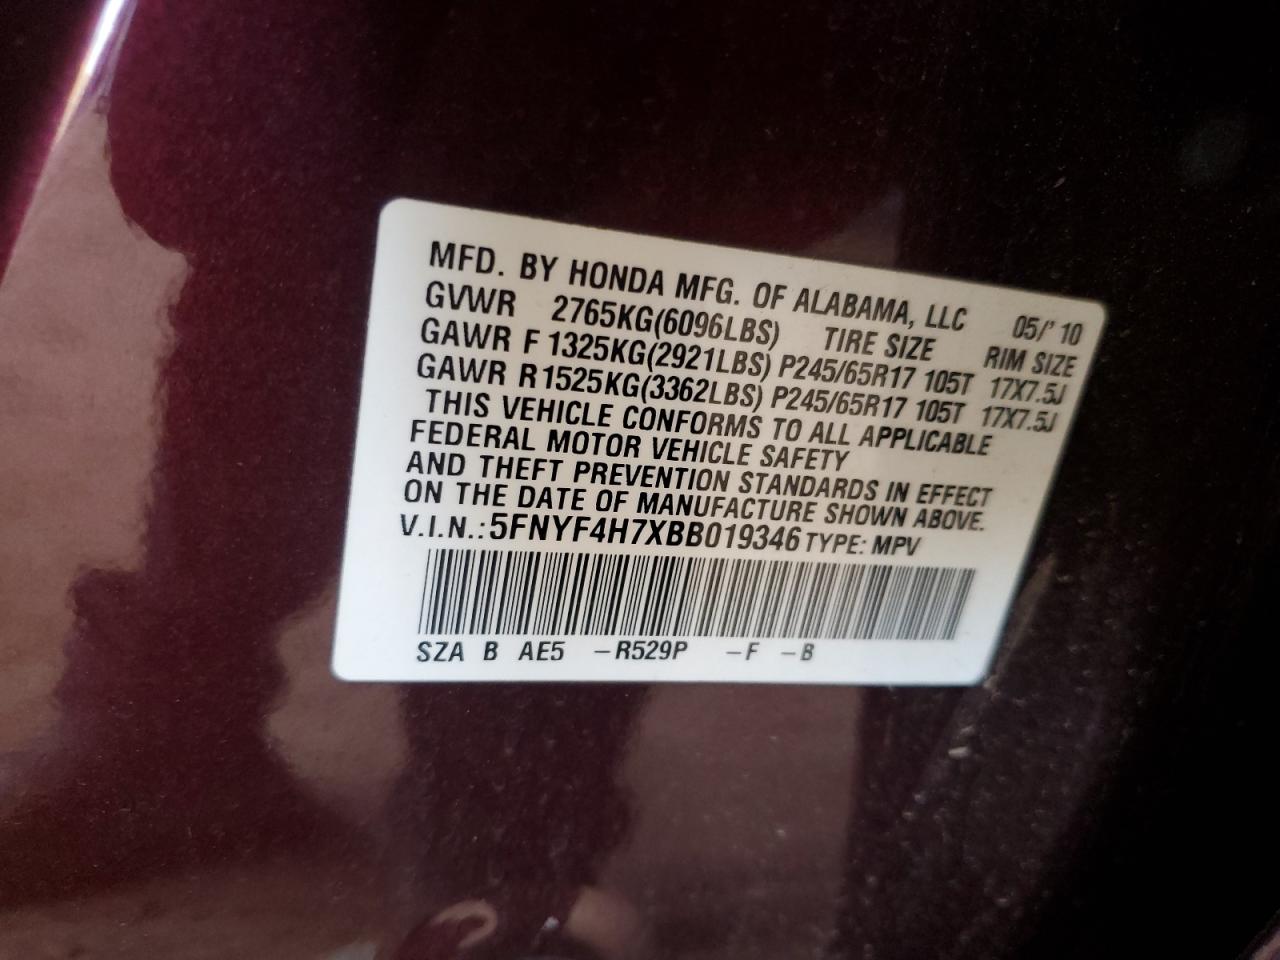 MFD. BY HONDA MFG. OF ALABAMA, LLC 05/'10
GVWR 2765KG(6096LBS) TIRE SIZE RIM SIZE
GAWR F 1325KG(2921LBS) P245/65R17 105T 17X7.5J
GAWR R 1525KG(3362LBS) P245/65R17 105T 17X7.5J
THIS VEHICLE CONFORMS TO ALL APPLICABLE
FEDERAL MOTOR VEHICLE SAFETY
AND THEFT PREVENTION STANDARDS IN EFFECT
ON THE DATE OF MANUFACTURE SHOWN ABOVE.
V.I.N.: 5FNYF4H7XBB019346 TYPE: MPV
SZA B AE5 -R529P -F -B